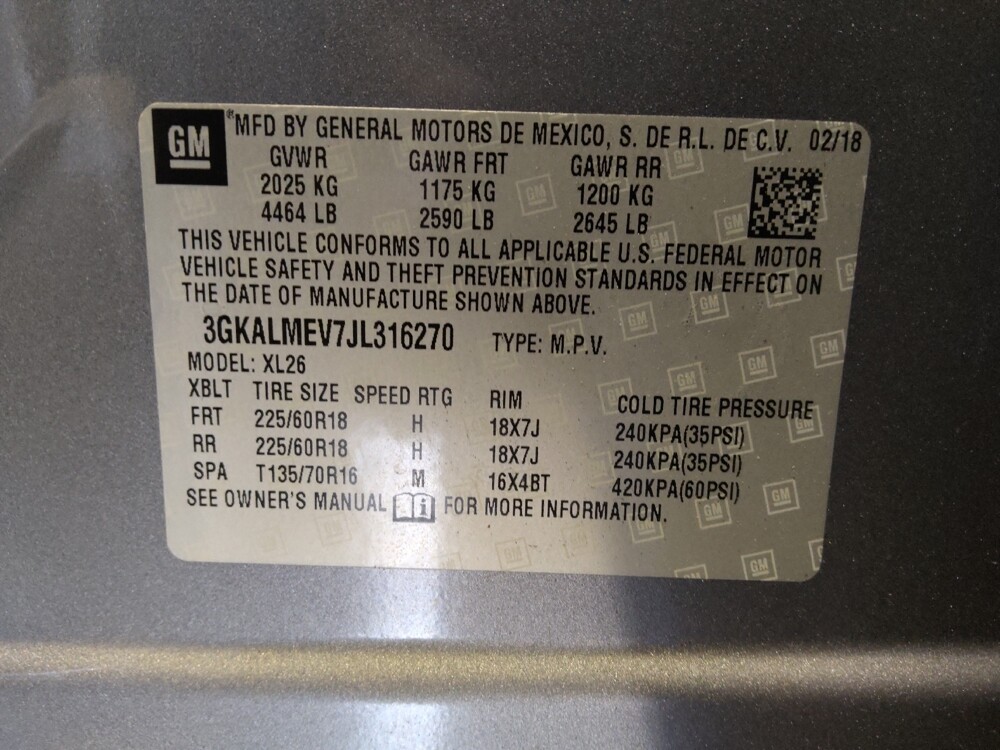 GM ®MFD BY GENERAL MOTORS DE MEXICO, S. DE R.L. DE C.V. 02/18
GVWR GAWR FRT GAWR RR
2025 KG 1175 KG 1200 KG
4464 LB 2590 LB 2645 LB
THIS VEHICLE CONFORMS TO ALL APPLICABLE U.S. FEDERAL MOTOR
VEHICLE SAFETY AND THEFT PREVENTION STANDARDS IN EFFECT ON
THE DATE OF MANUFACTURE SHOWN ABOVE.
3GKALMEV7JL316270 TYPE: M.P.V.
MODEL: XL26
XBLT TIRE SIZE SPEED RTG RIM COLD TIRE PRESSURE
FRT 225/60R18 H 18X7J 240KPA(35PSI)
RR 225/60R18 H 18X7J 240KPA(35PSI)
SPA T135/70R16 M 16X4BT 420KPA(60PSI)
SEE OWNER'S MANUAL FOR MORE INFORMATION.